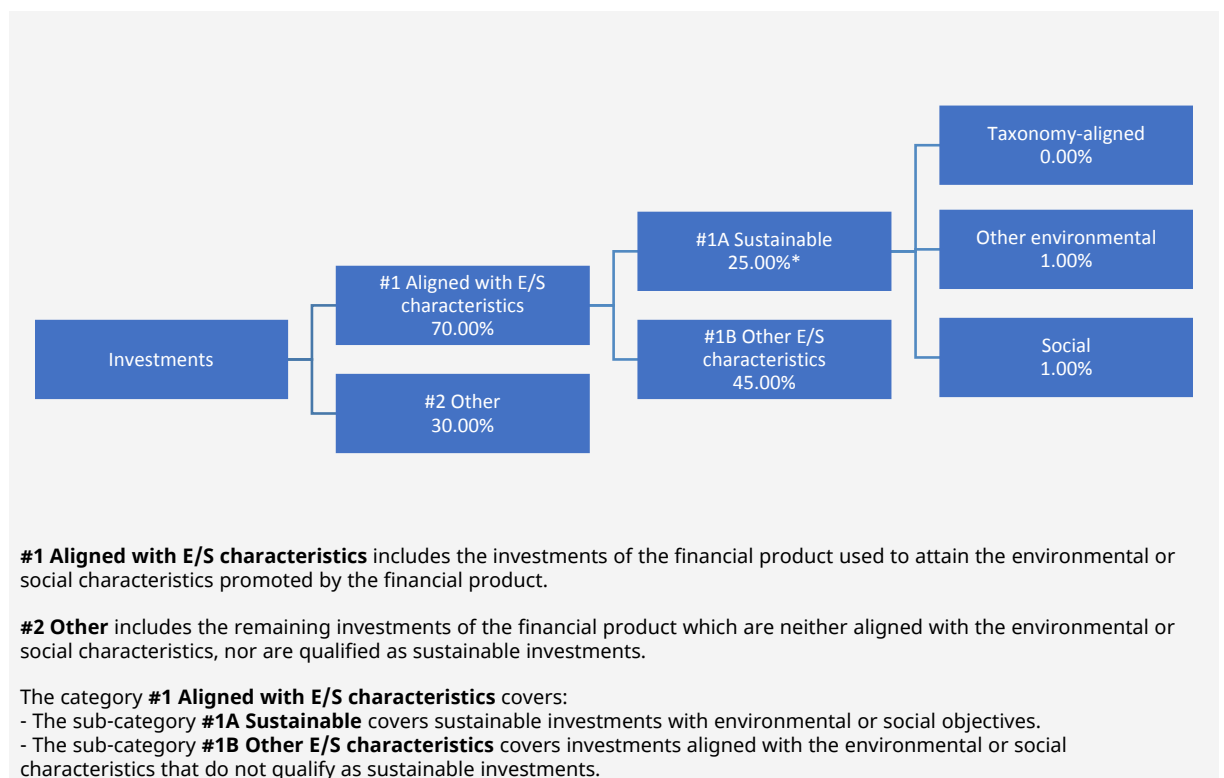 Investments
#1 Aligned with E/S
characteristics
70.00%
#2 Other
30.00%
#1A Sustainable
25.00%*
#1B Other E/S
characteristics
45.00%
Taxonomy-aligned
0.00%
Other environmental
1.00%
Social
1.00%
#1 Aligned with E/S characteristics includes the investments of the financial product used to attain the environmental or
social characteristics promoted by the financial product.
#2 Other includes the remaining investments of the financial product which are neither aligned with the environmental or
social characteristics, nor are qualified as sustainable investments.
The category #1 Aligned with E/S characteristics covers:
- The sub-category #1A Sustainable covers sustainable investments with environmental or social objectives.
- The sub-category #1B Other E/S characteristics covers investments aligned with the environmental or social
characteristics that do not qualify as sustainable investments.